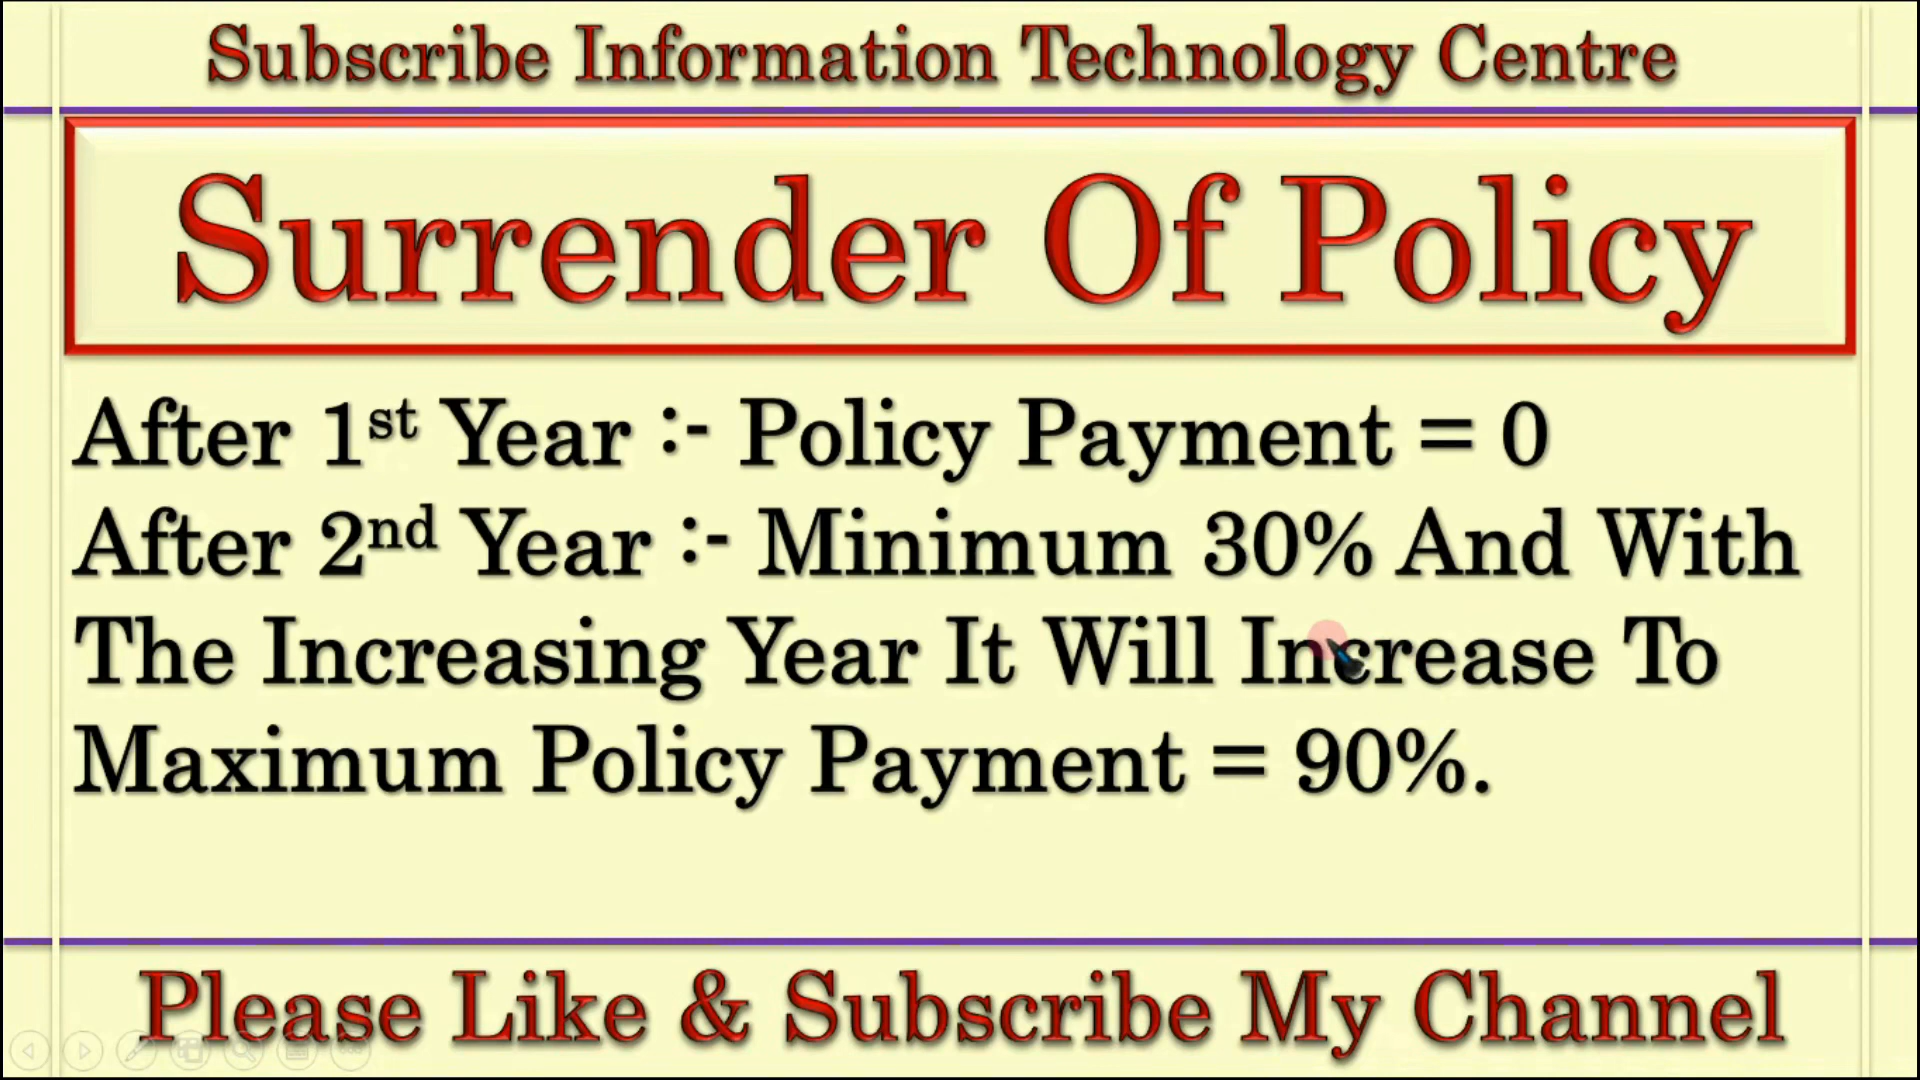 Subscribe Information Technology Centre
Surrender Of Policy
After 1st Year :- Policy Payment = 0
After 2nd Year :- Minimum 30% And With
The Increasing Year It Will Increase To
Maximum Policy Payment = 90%.
Please Like & Subscribe My Channel